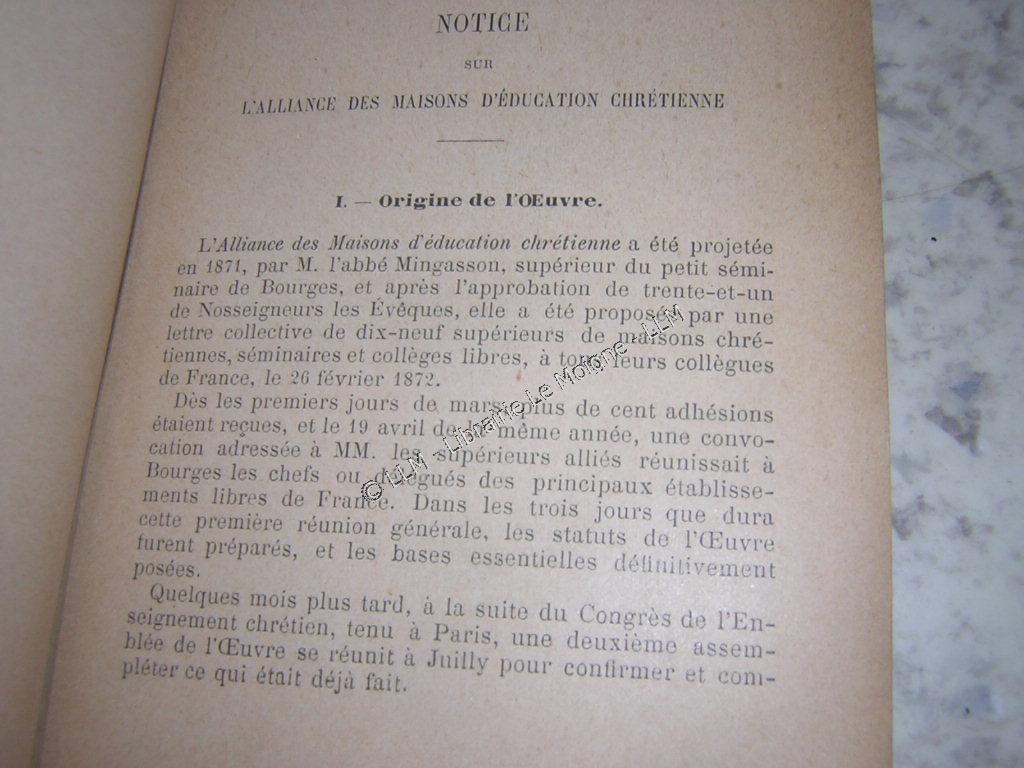 NOTICE
SUR
L'ALLIANCE DES MAISONS D'ÉDUCATION CHRÉTIENNE
I. — Origine de l'Œuvre.
L'Alliance des Maisons d'éducation chrétienne a été projetée
en 1871, par M. l'abbé Mingasson, supérieur du petit sémi-
naire de Bourges, et après l'approbation de trente-et-un
de Nosseigneurs les Évêques, elle a été proposée par une
lettre collective de dix-neuf supérieurs de maisons chré-
tiennes, séminaires et collèges libres, à tous leurs collègues
de France, le 26 février 1872.
Dès les premiers jours de mars, plus de cent adhésions
étaient reçues, et le 19 avril de la même année, une convo-
cation adressée à MM. les supérieurs alliés réunissait à
Bourges les chefs ou délégués des principaux établisse-
ments libres de France. Dans les trois jours que dura
cette première réunion générale, les statuts de l'Œuvre
furent préparés, et les bases essentielles définitivement
posées.
Quelques mois plus tard, à la suite du Congrès de l'En-
seignement chrétien, tenu à Paris, une deuxième assem-
blée de l'Œuvre se réunit à Juilly pour confirmer et com-
pléter ce qui était déjà fait.
© LLM - Librairie Le Moigne - LLM